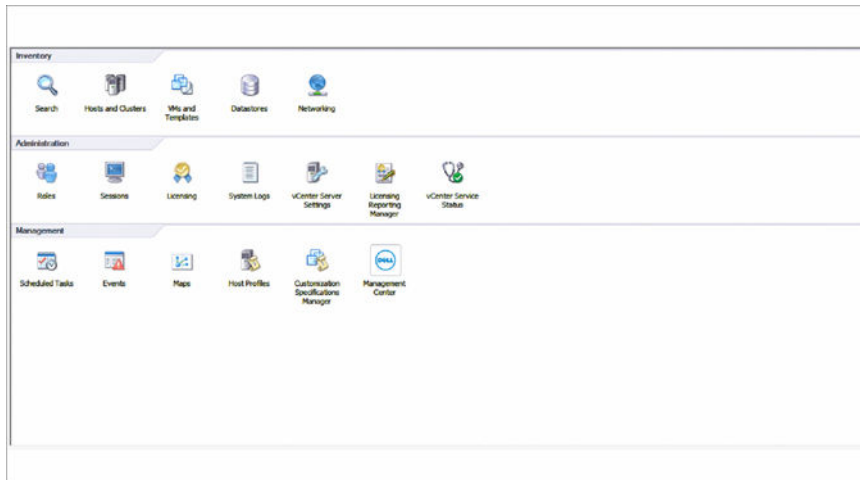 Inventory
Search
Hosts and Clusters
VMs and
Templates
Datastores
Networking
Administration
Roles
Sessions
Licensing
System Logs
vCenter Server
Settings
Licensing
Reporting
Manager
vCenter Service
Status
Management
Scheduled Tasks
Events
Maps
Host Profiles
Customization
Specifications
Manager
DELL
Management
Center